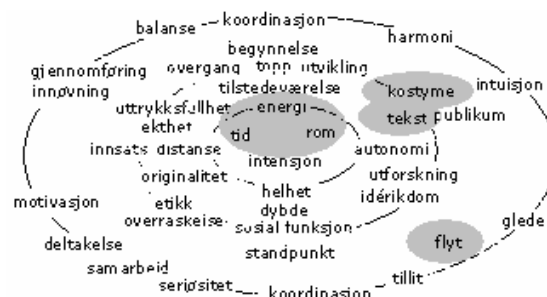 koordinasjon
balanse
harmoni
begynnelse
overgang topp utvikling
gjennomføring
innøvning
tilstedeværelse
intuisjon
kostyme
uttrykksfullhet
energi
tekst publikum
ekthet
tid
rom
innsats distanse
autonomi
intensjon
originalitet
utforskning
helhet
idérikdom
motivasjon
etikk
dybde
overraskelse
sosial funksjon
glede
deltakelse
flyt
standpunkt
samarbeid
tillit
seriøsitet
koordinasjon